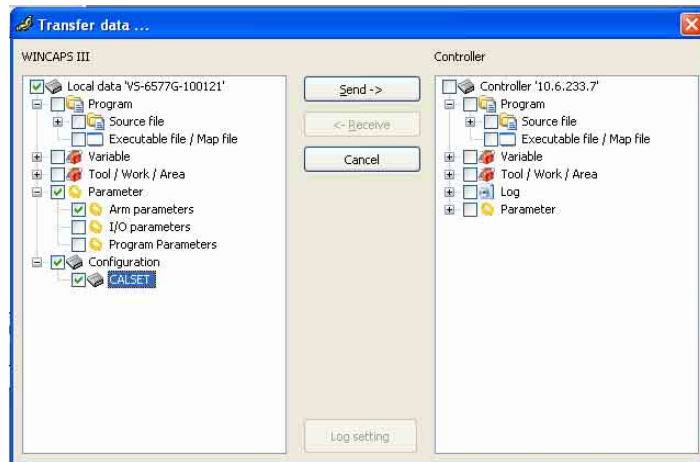 Transfer data ...
WINCAPS III
Local data 'VS-6577G-100121'
Program
Source file
Executable file / Map file
Variable
Tool / Work / Area
Parameter
Arm parameters
I/O parameters
Program Parameters
Configuration
CALSET
Send ->
<- Receive
Cancel
Log setting
Controller
Controller '10.6.233.7'
Program
Source file
Executable file / Map file
Variable
Tool / Work / Area
Log
Parameter